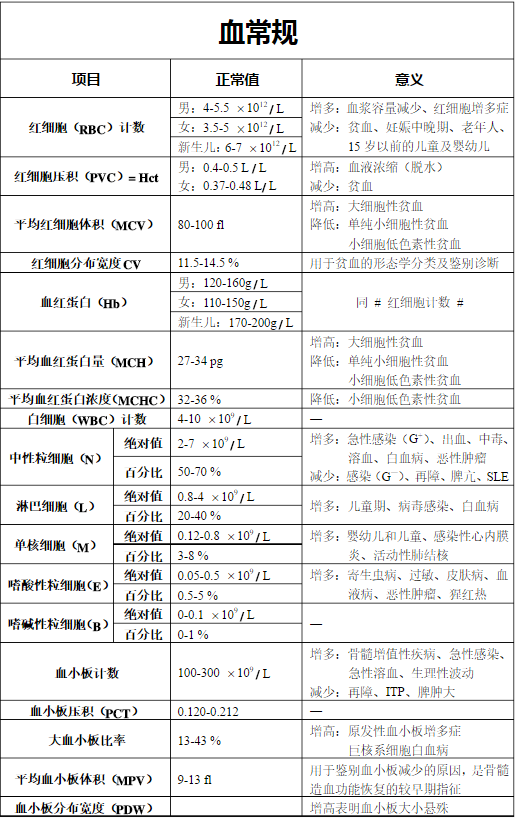 血常规
项目 正常值 意义
红细胞（RBC）计数
男：4-5.5 ×10¹²/ L
女：3.5-5 ×10¹²/ L
新生儿：6-7 ×10¹²/ L
增多：血浆容量减少、红细胞增多症
减少：贫血、妊娠中晚期、老年人、
15 岁以前的儿童及婴幼儿
红细胞压积（PVC）= Hct
男：0.4-0.5 L / L
女：0.37-0.48 L/ L
增高：血液浓缩（脱水）
减少：贫血
平均红细胞体积（MCV）
80-100 fl
增高：大细胞性贫血
降低：单纯小细胞性贫血
小细胞低色素性贫血
红细胞分布宽度 CV
11.5-14.5 %
用于贫血的形态学分类及鉴别诊断
血红蛋白（Hb）
男：120-160g / L
女：110-150g / L
新生儿：170-200g / L
同 # 红细胞计数 #
平均血红蛋白量（MCH）
27-34 pg
增高：大细胞性贫血
降低：单纯小细胞性贫血
小细胞低色素性贫血
平均血红蛋白浓度(MCHC)
32-36 %
降低：小细胞低色素性贫血
白细胞（WBC）计数
4-10 ×10⁹/ L
—
中性粒细胞（N）
绝对值
2-7 ×10⁹/ L
百分比
50-70 %
增多：急性感染（G⁺）、出血、中毒、
溶血、白血病、恶性肿瘤
减少：感染（G⁻）、再障、脾亢、SLE
淋巴细胞（L）
绝对值
0.8-4 ×10⁹/ L
百分比
20-40 %
增多：儿童期、病毒感染、白血病
单核细胞（M）
绝对值
0.12-0.8 ×10⁹/ L
百分比
3-8 %
增多：婴幼儿和儿童、感染性心内膜
炎、活动性肺结核
嗜酸性粒细胞(E)
绝对值
0.05-0.5 ×10⁹/ L
百分比
0.5-5 %
增多：寄生虫病、过敏、皮肤病、血
液病、恶性肿瘤、猩红热
嗜碱性粒细胞(B)
绝对值
0-0.1 ×10⁹/ L
百分比
0-1 %
—
血小板计数
100-300 ×10⁹/ L
增多：骨髓增值性疾病、急性感染、
急性溶血、生理性波动
减少：再障、ITP、脾肿大
血小板压积（PCT）
0.120-0.212
—
大血小板比率
13-43 %
增高：原发性血小板增多症
巨核系细胞白血病
平均血小板体积（MPV）
9-13 fl
用于鉴别血小板减少的原因，是骨髓
造血功能恢复的较早期指征
血小板分布宽度（PDW）
增高表明血小板大小悬殊